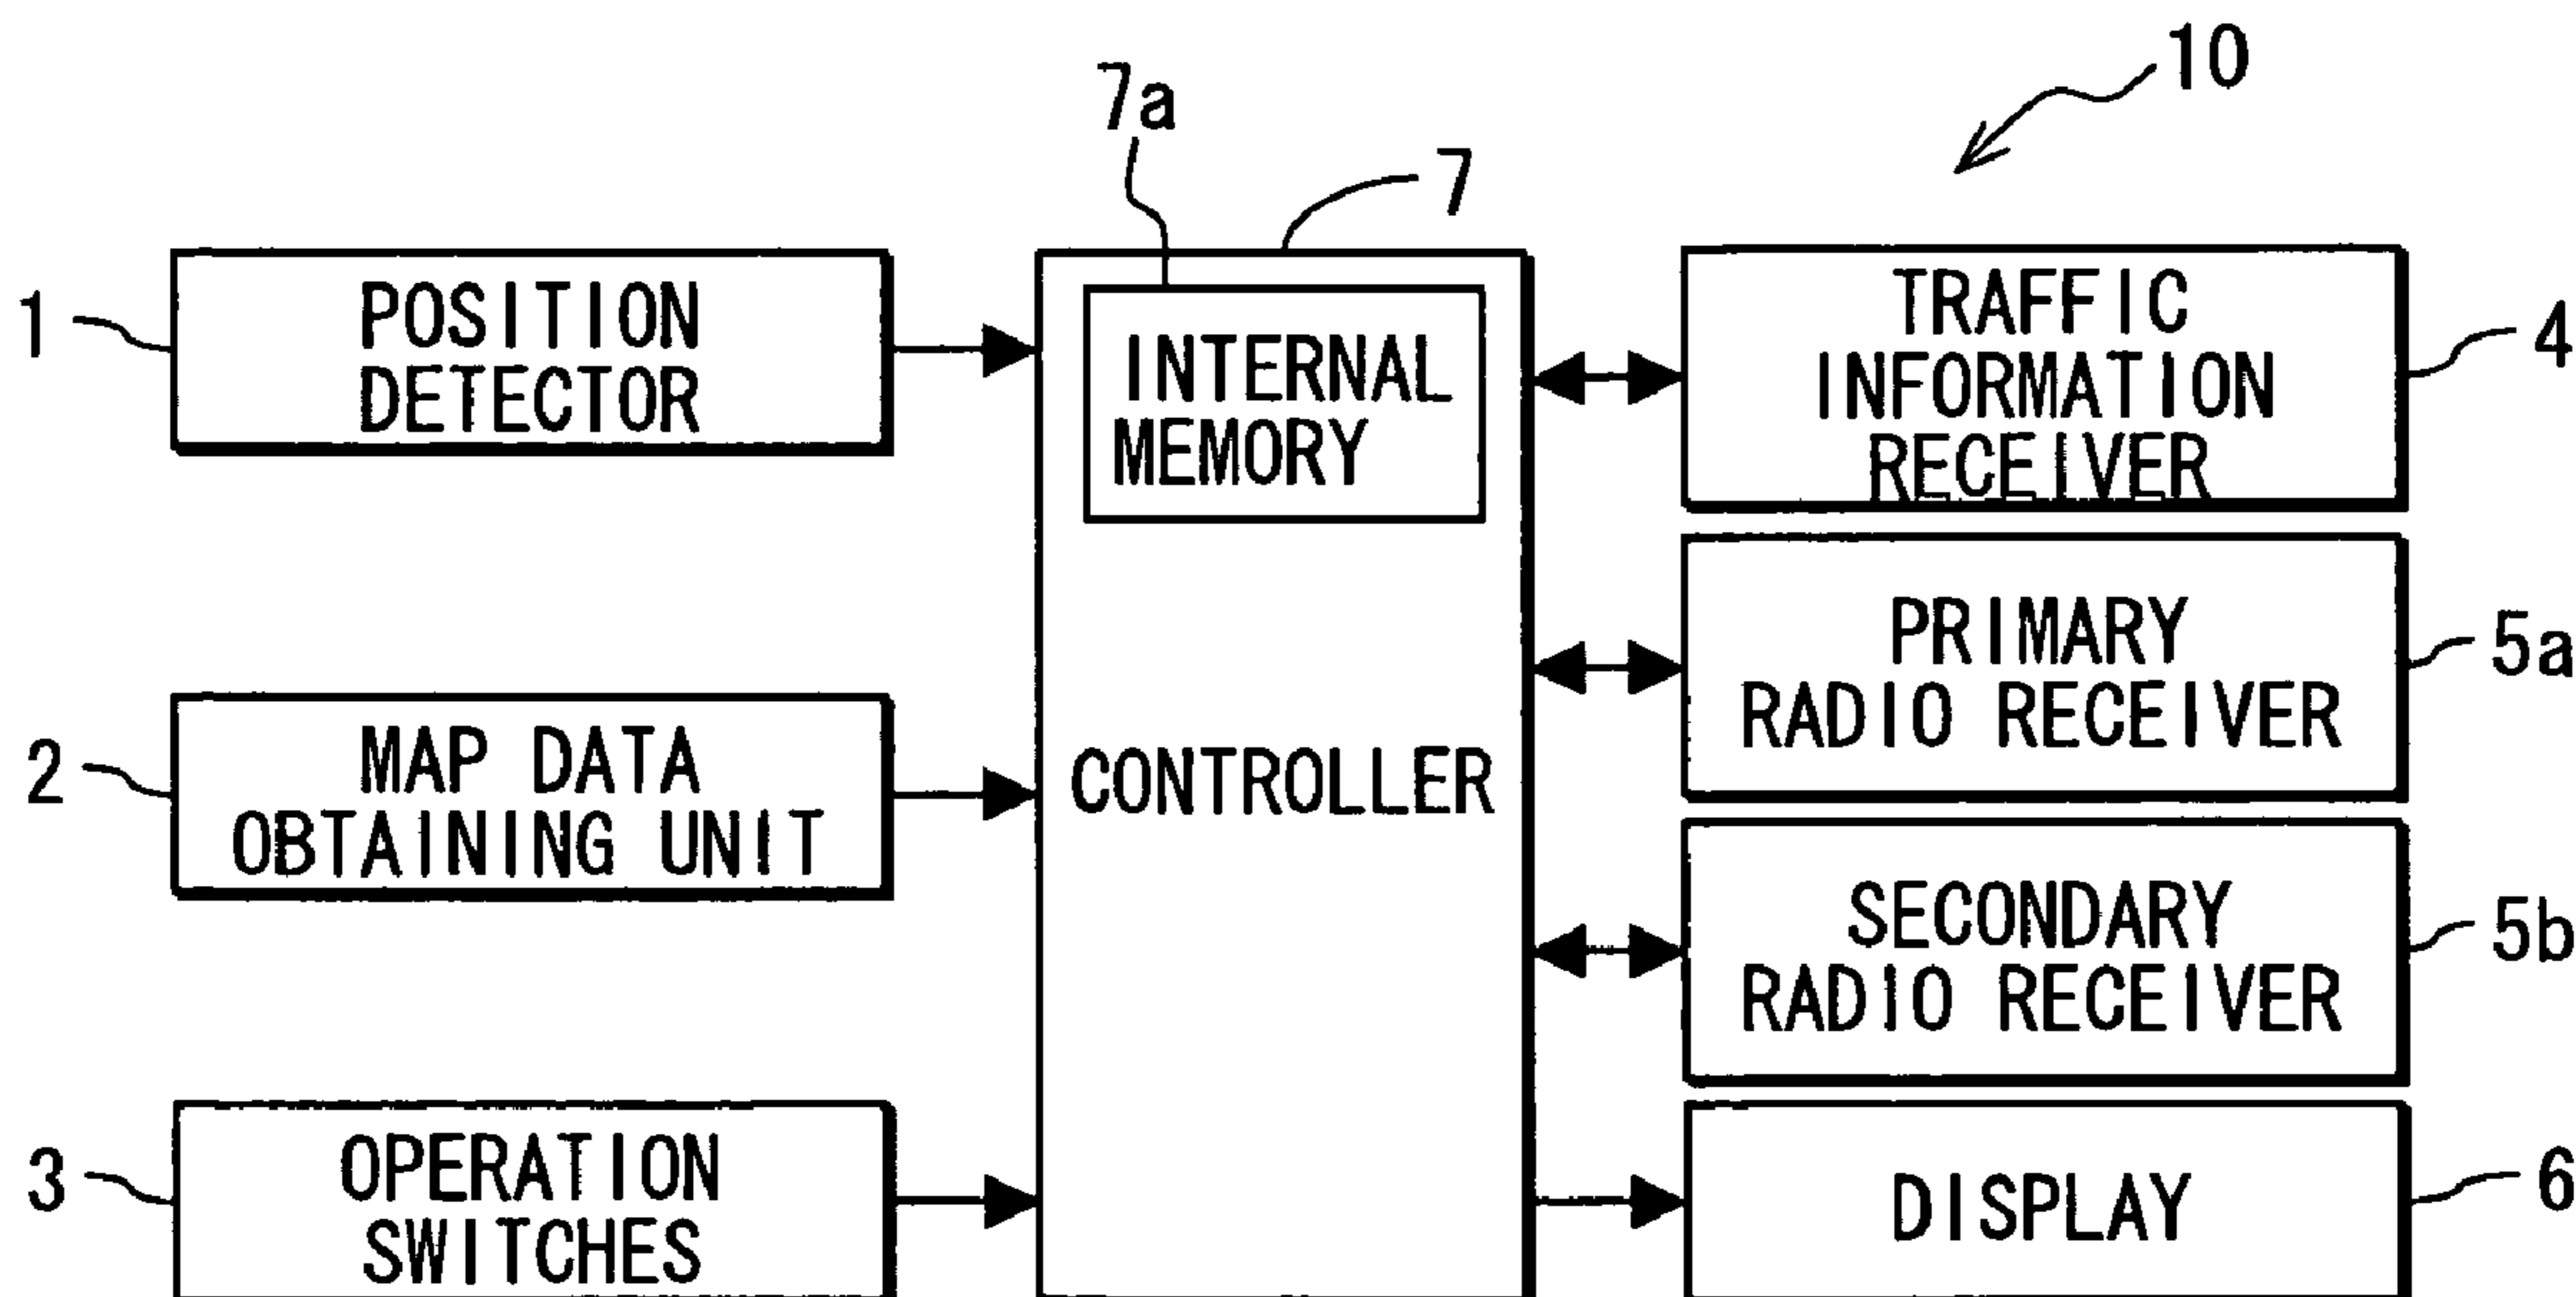 10
7a
7
1
POSITION
DETECTOR
INTERNAL
MEMORY
TRAFFIC
INFORMATION
RECEIVER
4
PRIMARY
RADIO RECEIVER
5a
2
MAP DATA
OBTAINING UNIT
CONTROLLER
SECONDARY
RADIO RECEIVER
5b
3
OPERATION
SWITCHES
DISPLAY
6